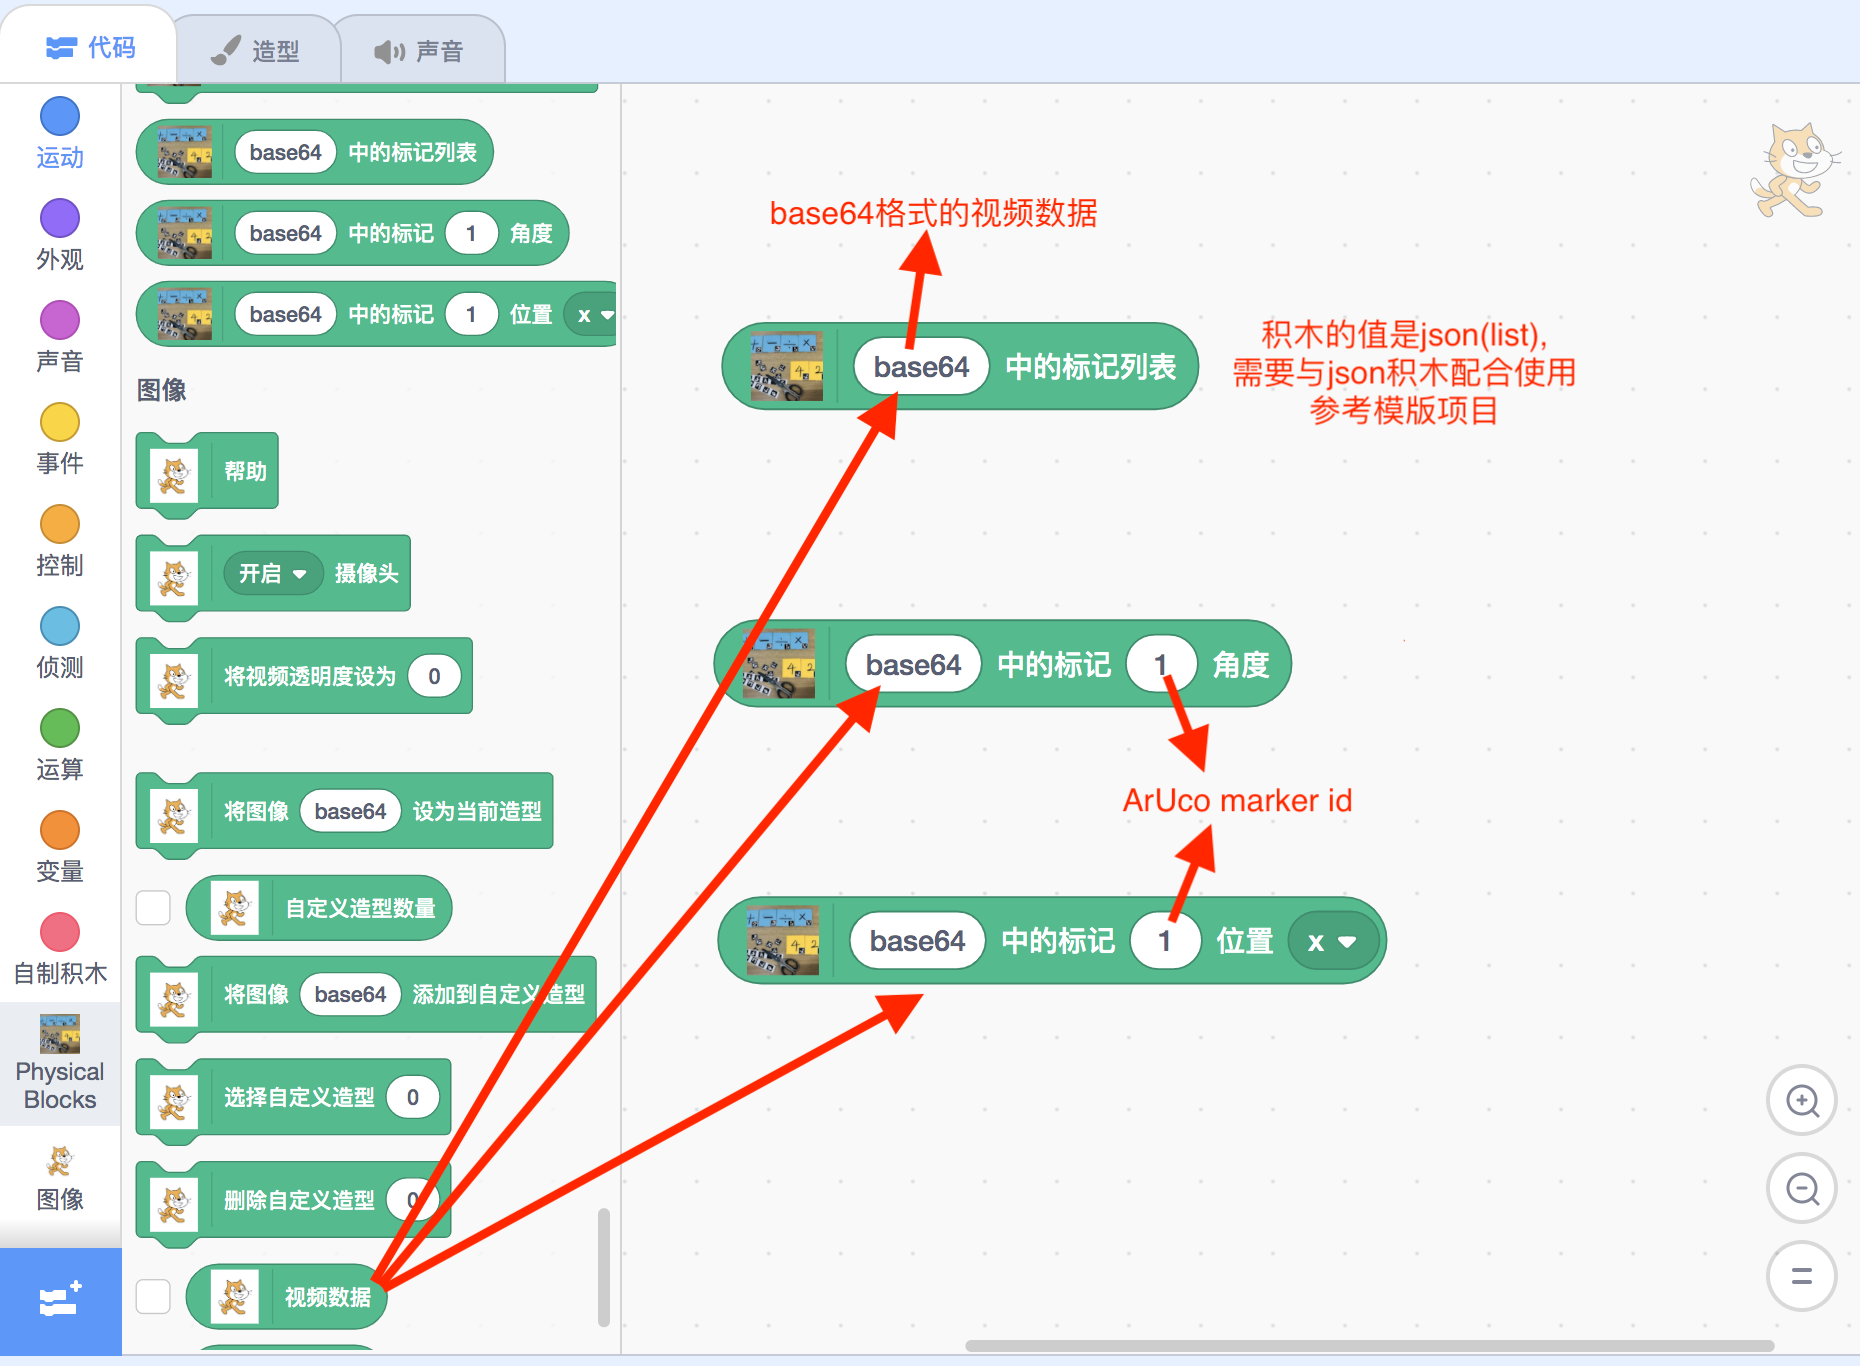 代码
造型
声音
运动
外观
声音
事件
控制
侦测
运算
变量
自制积木
Physical
Blocks
图像
base64 中的标记列表
base64 中的标记 1 角度
base64 中的标记 1 位置 x
图像
帮助
开启 摄像头
将视频透明度设为 0
将图像 base64 设为当前造型
自定义造型数量
将图像 base64 添加到自定义造型
选择自定义造型 0
删除自定义造型 0
视频数据
base64格式的视频数据
base64 中的标记列表
积木的值是json(list),
需要与json积木配合使用
参考模版项目
base64 中的标记 1 角度
ArUco marker id
base64 中的标记 1 位置 x